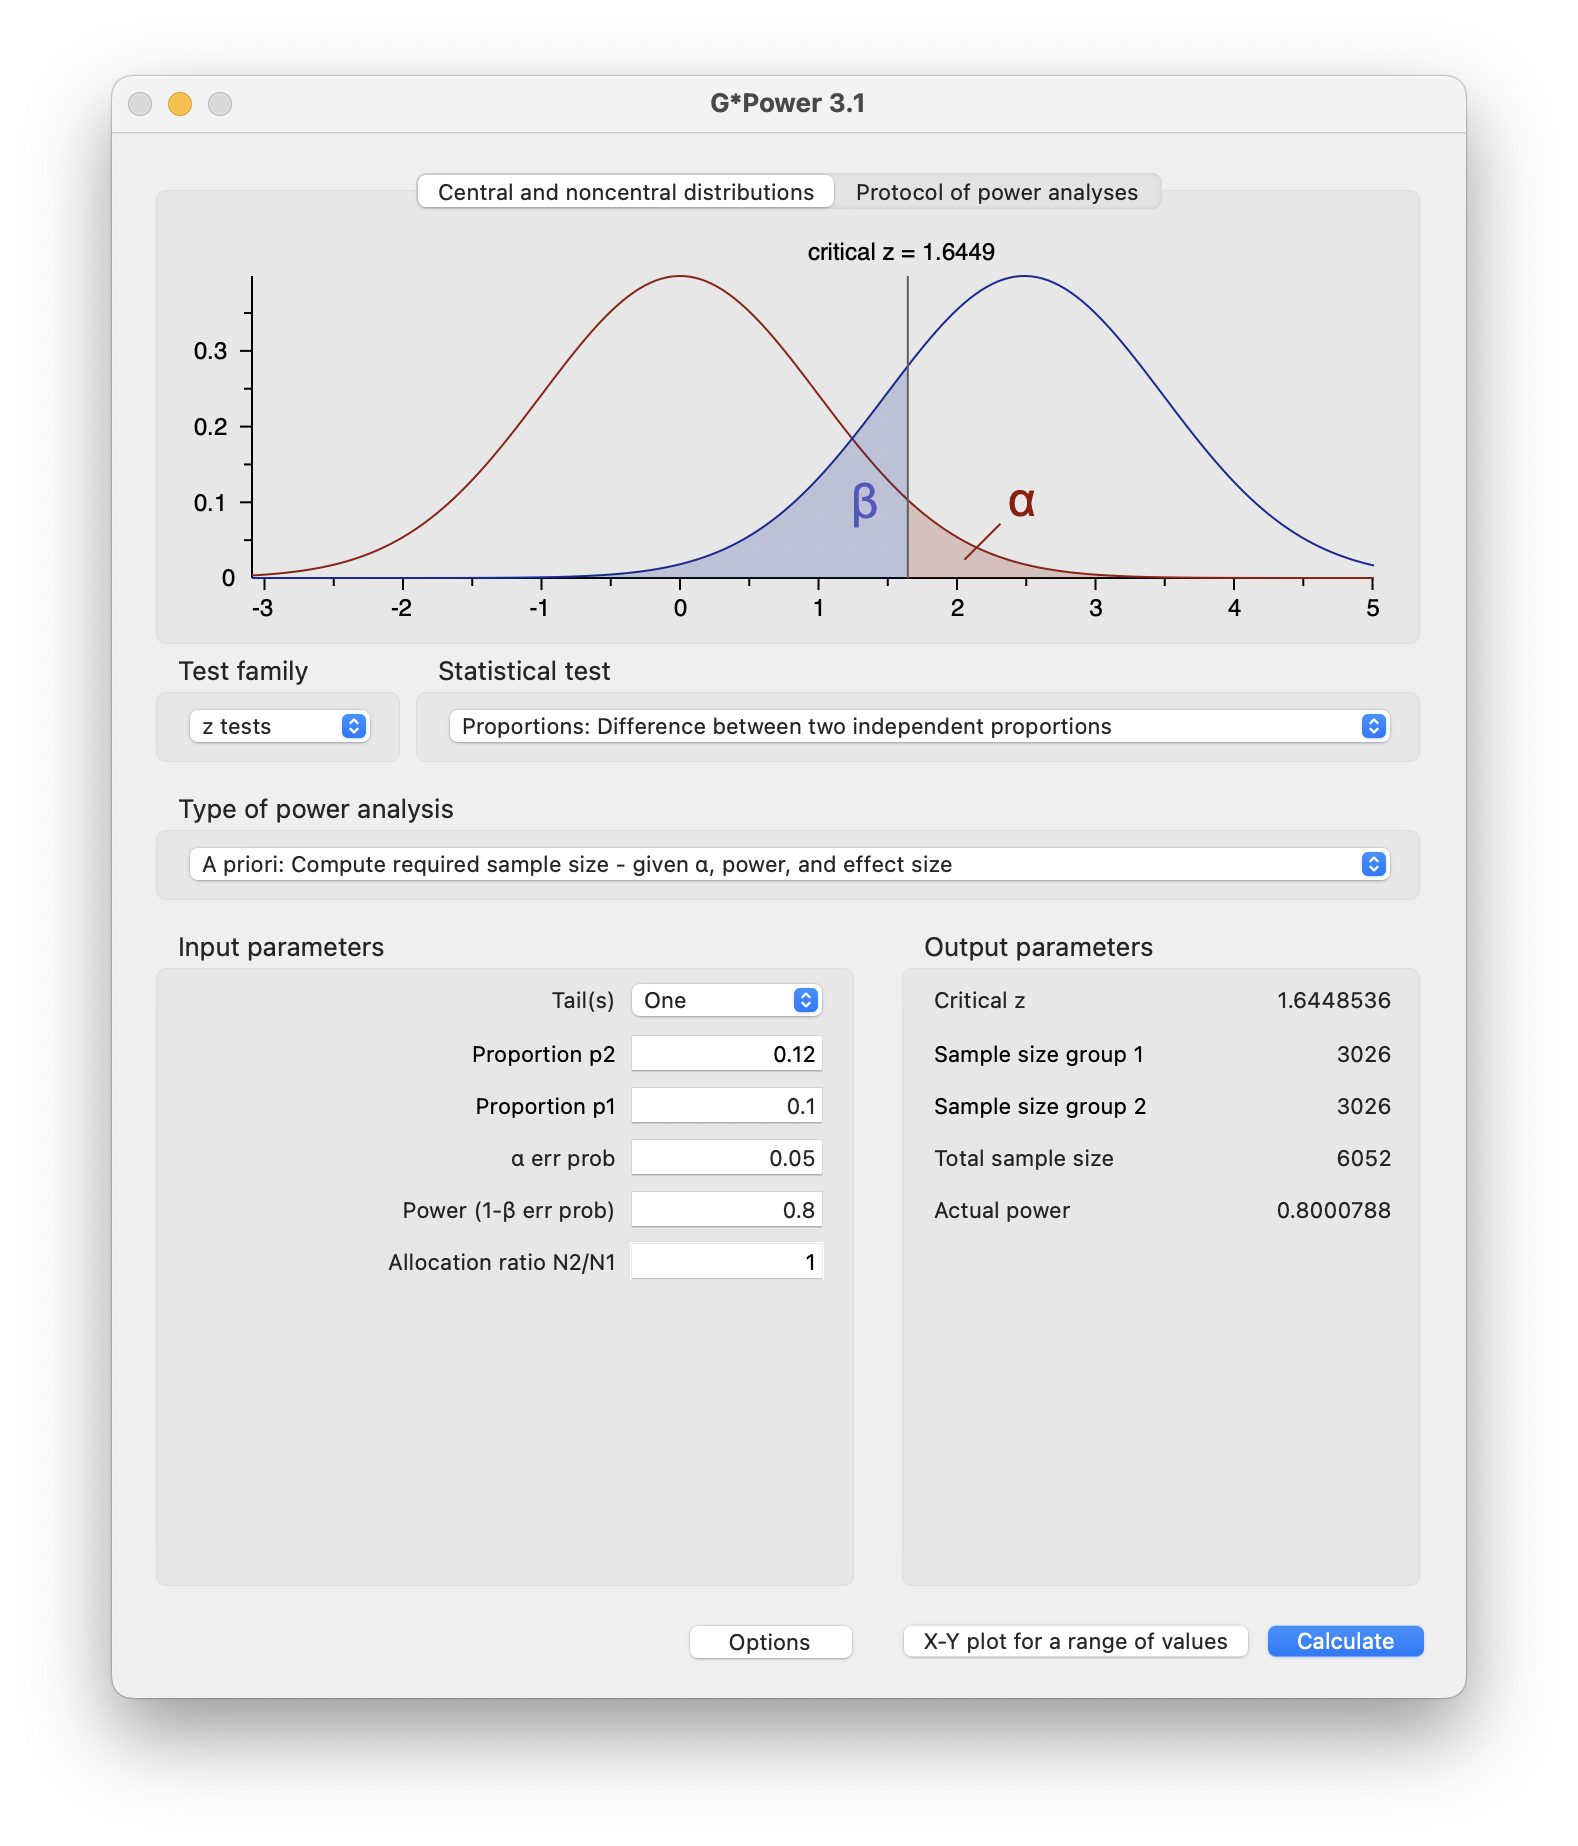 G*Power 3.1
Central and noncentral distributions
Protocol of power analyses
critical z = 1.6449
0.3
0.2
0.1
0
β
α
-3 -2 -1 0 1 2 3 4 5
Test family
Statistical test
z tests
Proportions: Difference between two independent proportions
Type of power analysis
A priori: Compute required sample size - given α, power, and effect size
Input parameters
Tail(s) One
Proportion p2 0.12
Proportion p1 0.1
α err prob 0.05
Power (1-β err prob) 0.8
Allocation ratio N2/N1 1
Output parameters
Critical z 1.6448536
Sample size group 1 3026
Sample size group 2 3026
Total sample size 6052
Actual power 0.8000788
Options
X-Y plot for a range of values
Calculate